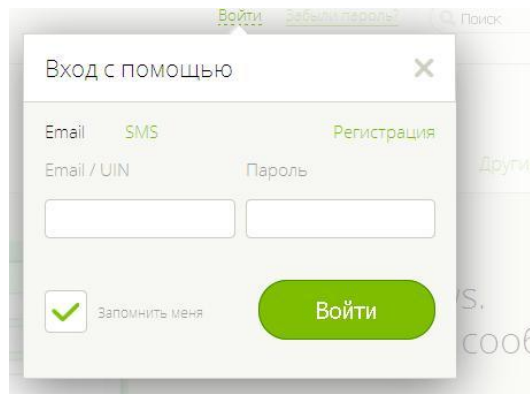 Войти Забыли пароль? Поиск
Вход с помощью
Email SMS Регистрация
Email / UIN Пароль
Запомнить меня Войти